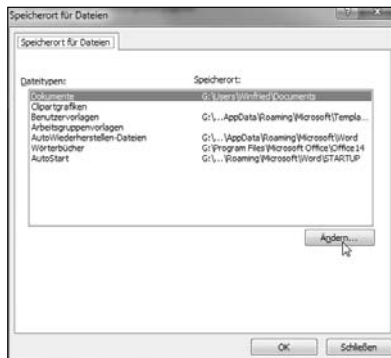 Speicherort für Dateien
Speicherort für Dateien
Dateitypen: Speicherort:
Dokumente G:\Users\Winfried\Documents
Clipartgrafiken
Benutzervorlagen G:\...AppData\Roaming\Microsoft\Templa...
Arbeitsgruppenvorlagen
AutoWiederherstellen-Dateien G:\...\AppData\Roaming\Microsoft\Word
Wörterbücher G:\Program Files\Microsoft Office\Office14
AutoStart G:\...\Roaming\Microsoft\Word\STARTUP
Ändern...
OK Schließen